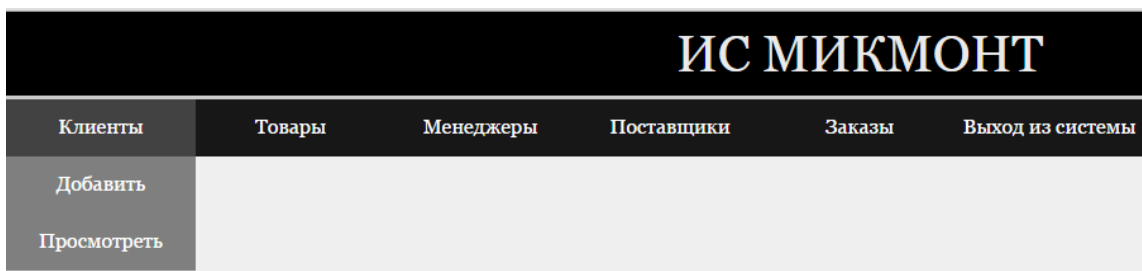 ИС МИКМОНТ
Клиенты Товары Менеджеры Поставщики Заказы Выход из системы
Добавить
Просмотреть